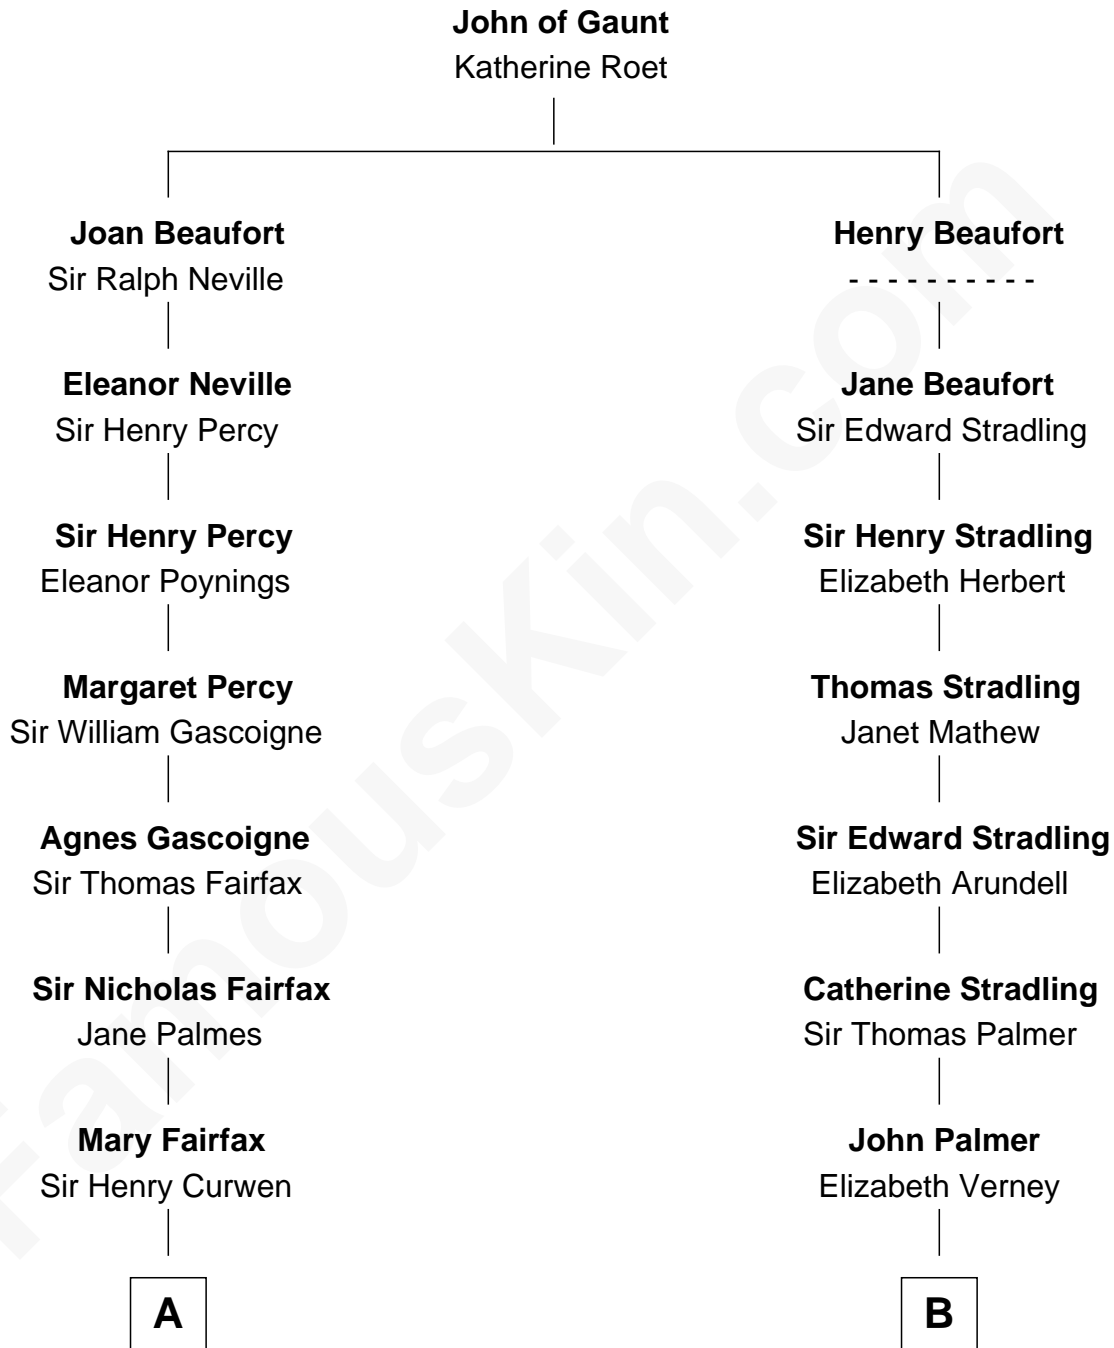 John of Gaunt
Katherine Roet
Joan Beaufort
Sir Ralph Neville
Eleanor Neville
Sir Henry Percy
Sir Henry Percy
Eleanor Poynings
Margaret Percy
Sir William Gascoigne
Agnes Gascoigne
Sir Thomas Fairfax
Sir Nicholas Fairfax
Jane Palmes
Mary Fairfax
Sir Henry Curwen
A
Henry Beaufort
- - - - - - - - - -
Jane Beaufort
Sir Edward Stradling
Sir Henry Stradling
Elizabeth Herbert
Thomas Stradling
Janet Mathew
Sir Edward Stradling
Elizabeth Arundell
Catherine Stradling
Sir Thomas Palmer
John Palmer
Elizabeth Verney
B
FamousKin.com